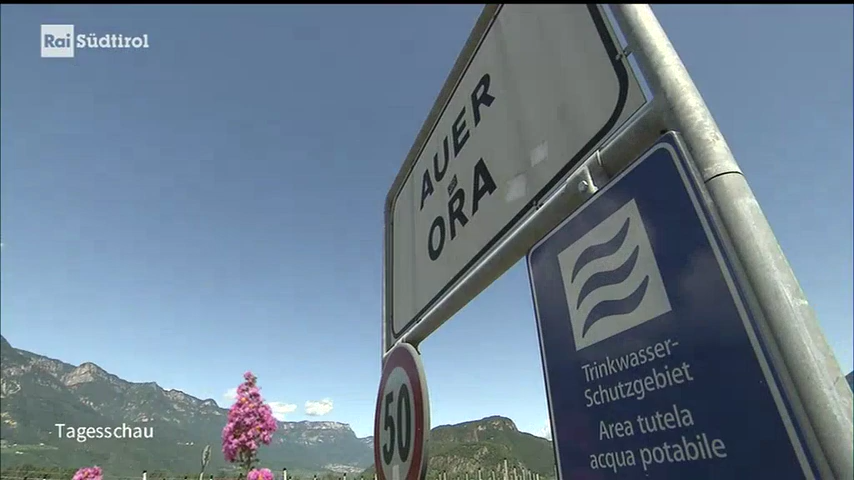 Rai Südtirol
AUER
ORA
50
Trinkwasser-
Schutzgebiet
Area tutela
acqua potabile
Tagesschau